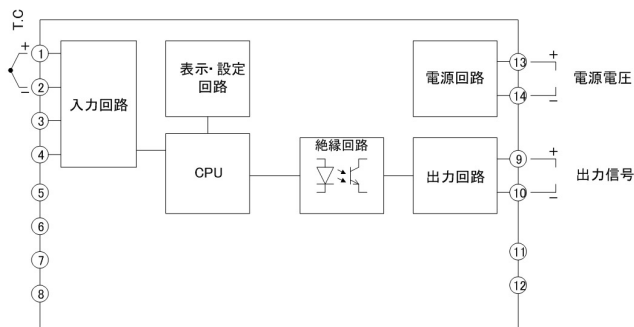 T.C
+
①
−
②
③
④
⑤
⑥
⑦
⑧
入力回路
表示・設定
回路
CPU
絶縁回路
電源回路
出力回路
⑬
+
⑭
−
電源電圧
⑨
+
⑩
−
出力信号
⑪
⑫